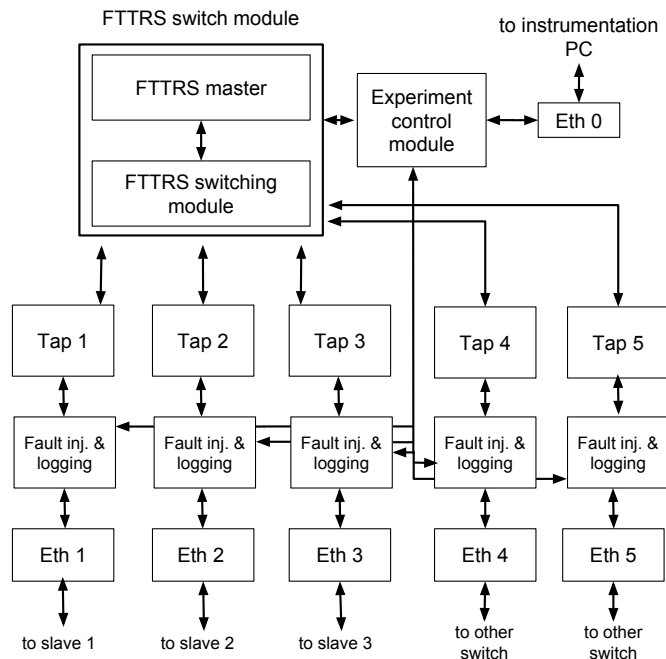 FTTRS switch module
to instrumentation
PC
FTTRS master
Experiment
control
module
Eth 0
FTTRS switching
module
Tap 1
Tap 2
Tap 3
Tap 4
Tap 5
Fault inj. &
logging
Fault inj. &
logging
Fault inj. &
logging
Fault inj. &
logging
Fault inj. &
logging
Eth 1
Eth 2
Eth 3
Eth 4
Eth 5
to slave 1
to slave 2
to slave 3
to other
switch
to other
switch